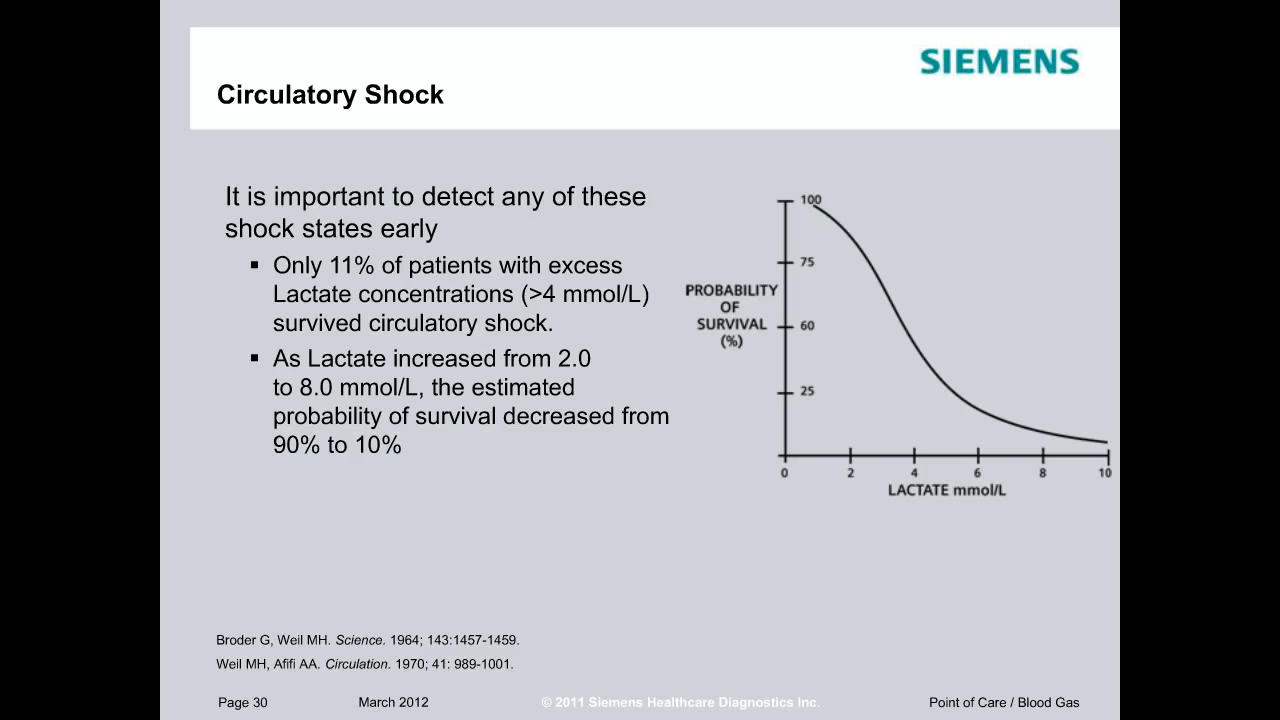 SIEMENS
Circulatory Shock
It is important to detect any of these
shock states early
▪ Only 11% of patients with excess
Lactate concentrations (>4 mmol/L)
survived circulatory shock.
▪ As Lactate increased from 2.0
to 8.0 mmol/L, the estimated
probability of survival decreased from
90% to 10%
100
75
PROBABILITY
OF
SURVIVAL
(%)
60
25
0 2 4 6 8 10
LACTATE mmol/L
Broder G, Weil MH. Science. 1964; 143:1457-1459.
Weil MH, Afifi AA. Circulation. 1970; 41: 989-1001.
Page 30 March 2012 © 2011 Siemens Healthcare Diagnostics Inc. Point of Care / Blood Gas